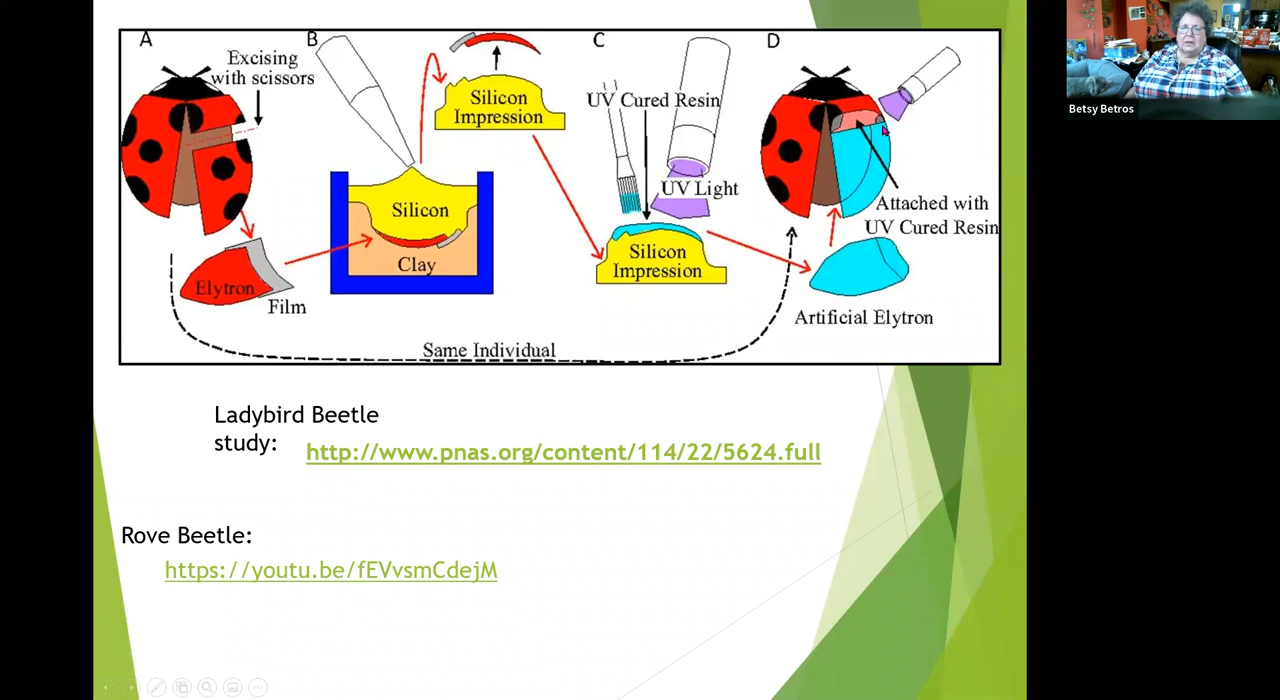 A
Excising
with scissors
Elytron
Film
B
Silicon
Clay
Silicon
Impression
C
UV Cured Resin
UV Light
Silicon
Impression
D
Attached with
UV Cured Resin
Artificial Elytron
Same Individual
Ladybird Beetle
study:
http://www.pnas.org/content/114/22/5624.full
Rove Beetle:
https://youtu.be/fEVvsmCdejM
Betsy Betros